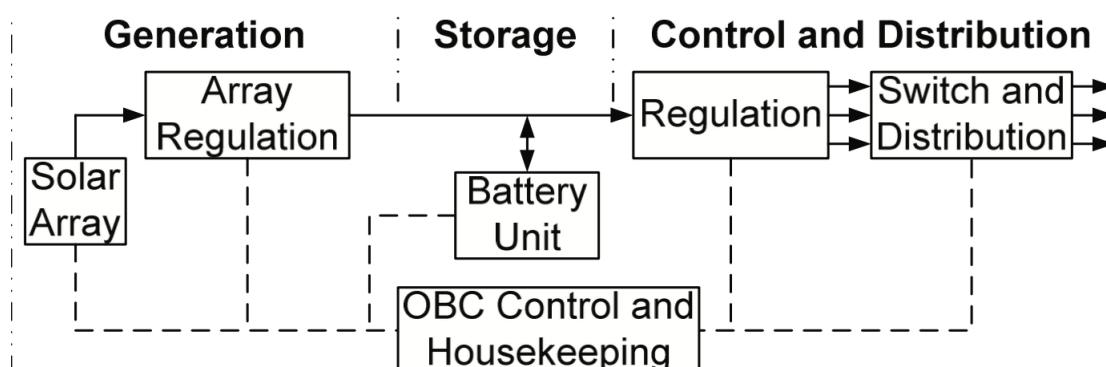 Generation
Storage
Control and Distribution
Array
Regulation
Regulation
Switch and
Distribution
Solar
Array
Battery
Unit
OBC Control and
Housekeeping